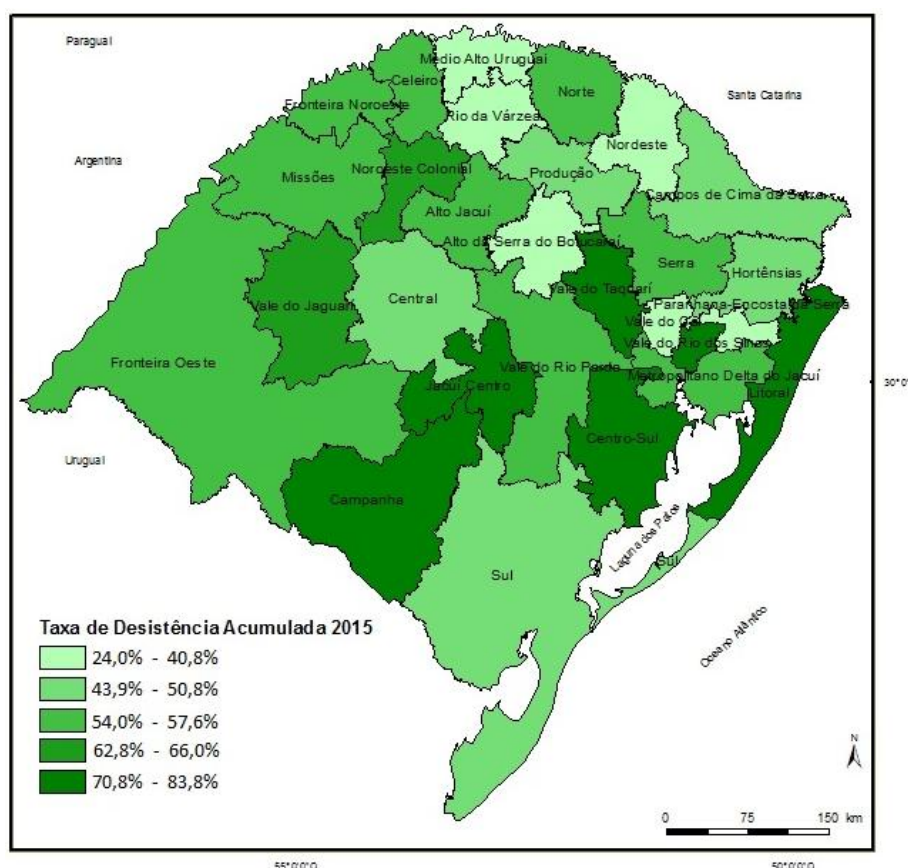 Paraguai
Médio Alto Uruguai
Celeiro
Norte
Santa Catarina
Fronteira Noroeste
Rio da Várzea
Nordeste
Argentina
Noroeste Colonial
Produção
Missões
Campos de Cima da Serra
Alto Jacuí
Alto da Serra do Botucaraí
Serra
Hortênsias
Vale do Taquari
Central
Vale do Jaguari
Paranhana-Encosta da Serra
Vale do Caí
Vale do Rio dos Sinos
Fronteira Oeste
Vale do Rio Pardo
Metropolitano Delta do Jacuí
30°0'
Jacuí Centro
Litoral
Centro-Sul
Uruguai
Campanha
Laguna dos Patos
Sul
Sul
Oceano Atlântico
Taxa de Desistência Acumulada 2015
24,0% - 40,8%
43,9% - 50,8%
54,0% - 57,6%
62,8% - 66,0%
70,8% - 83,8%
N
0 75 150 km
55°0'0"O 50°0'0"O